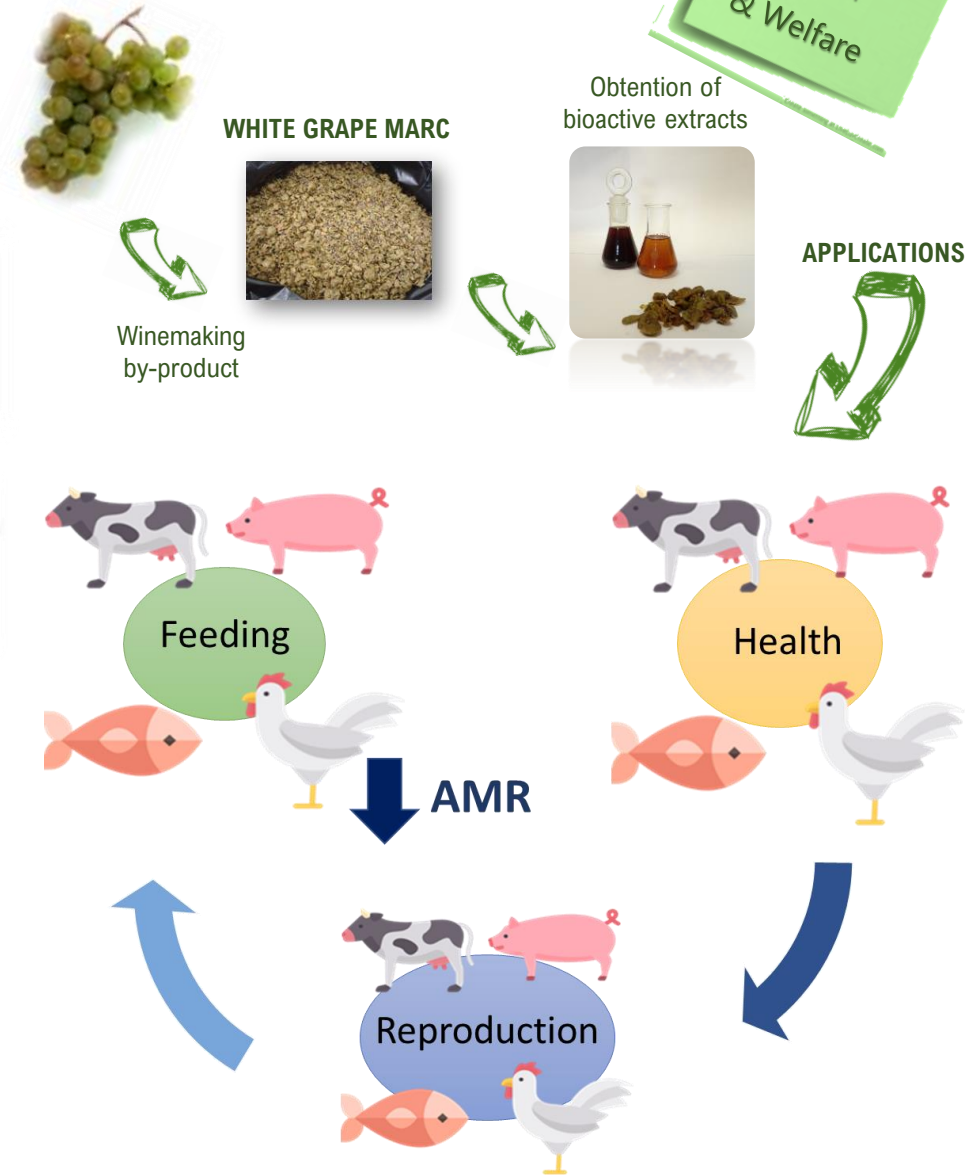 & Welfare
Obtention of
bioactive extracts
WHITE GRAPE MARC
APPLICATIONS
Winemaking
by-product
Feeding
Health
AMR
Reproduction